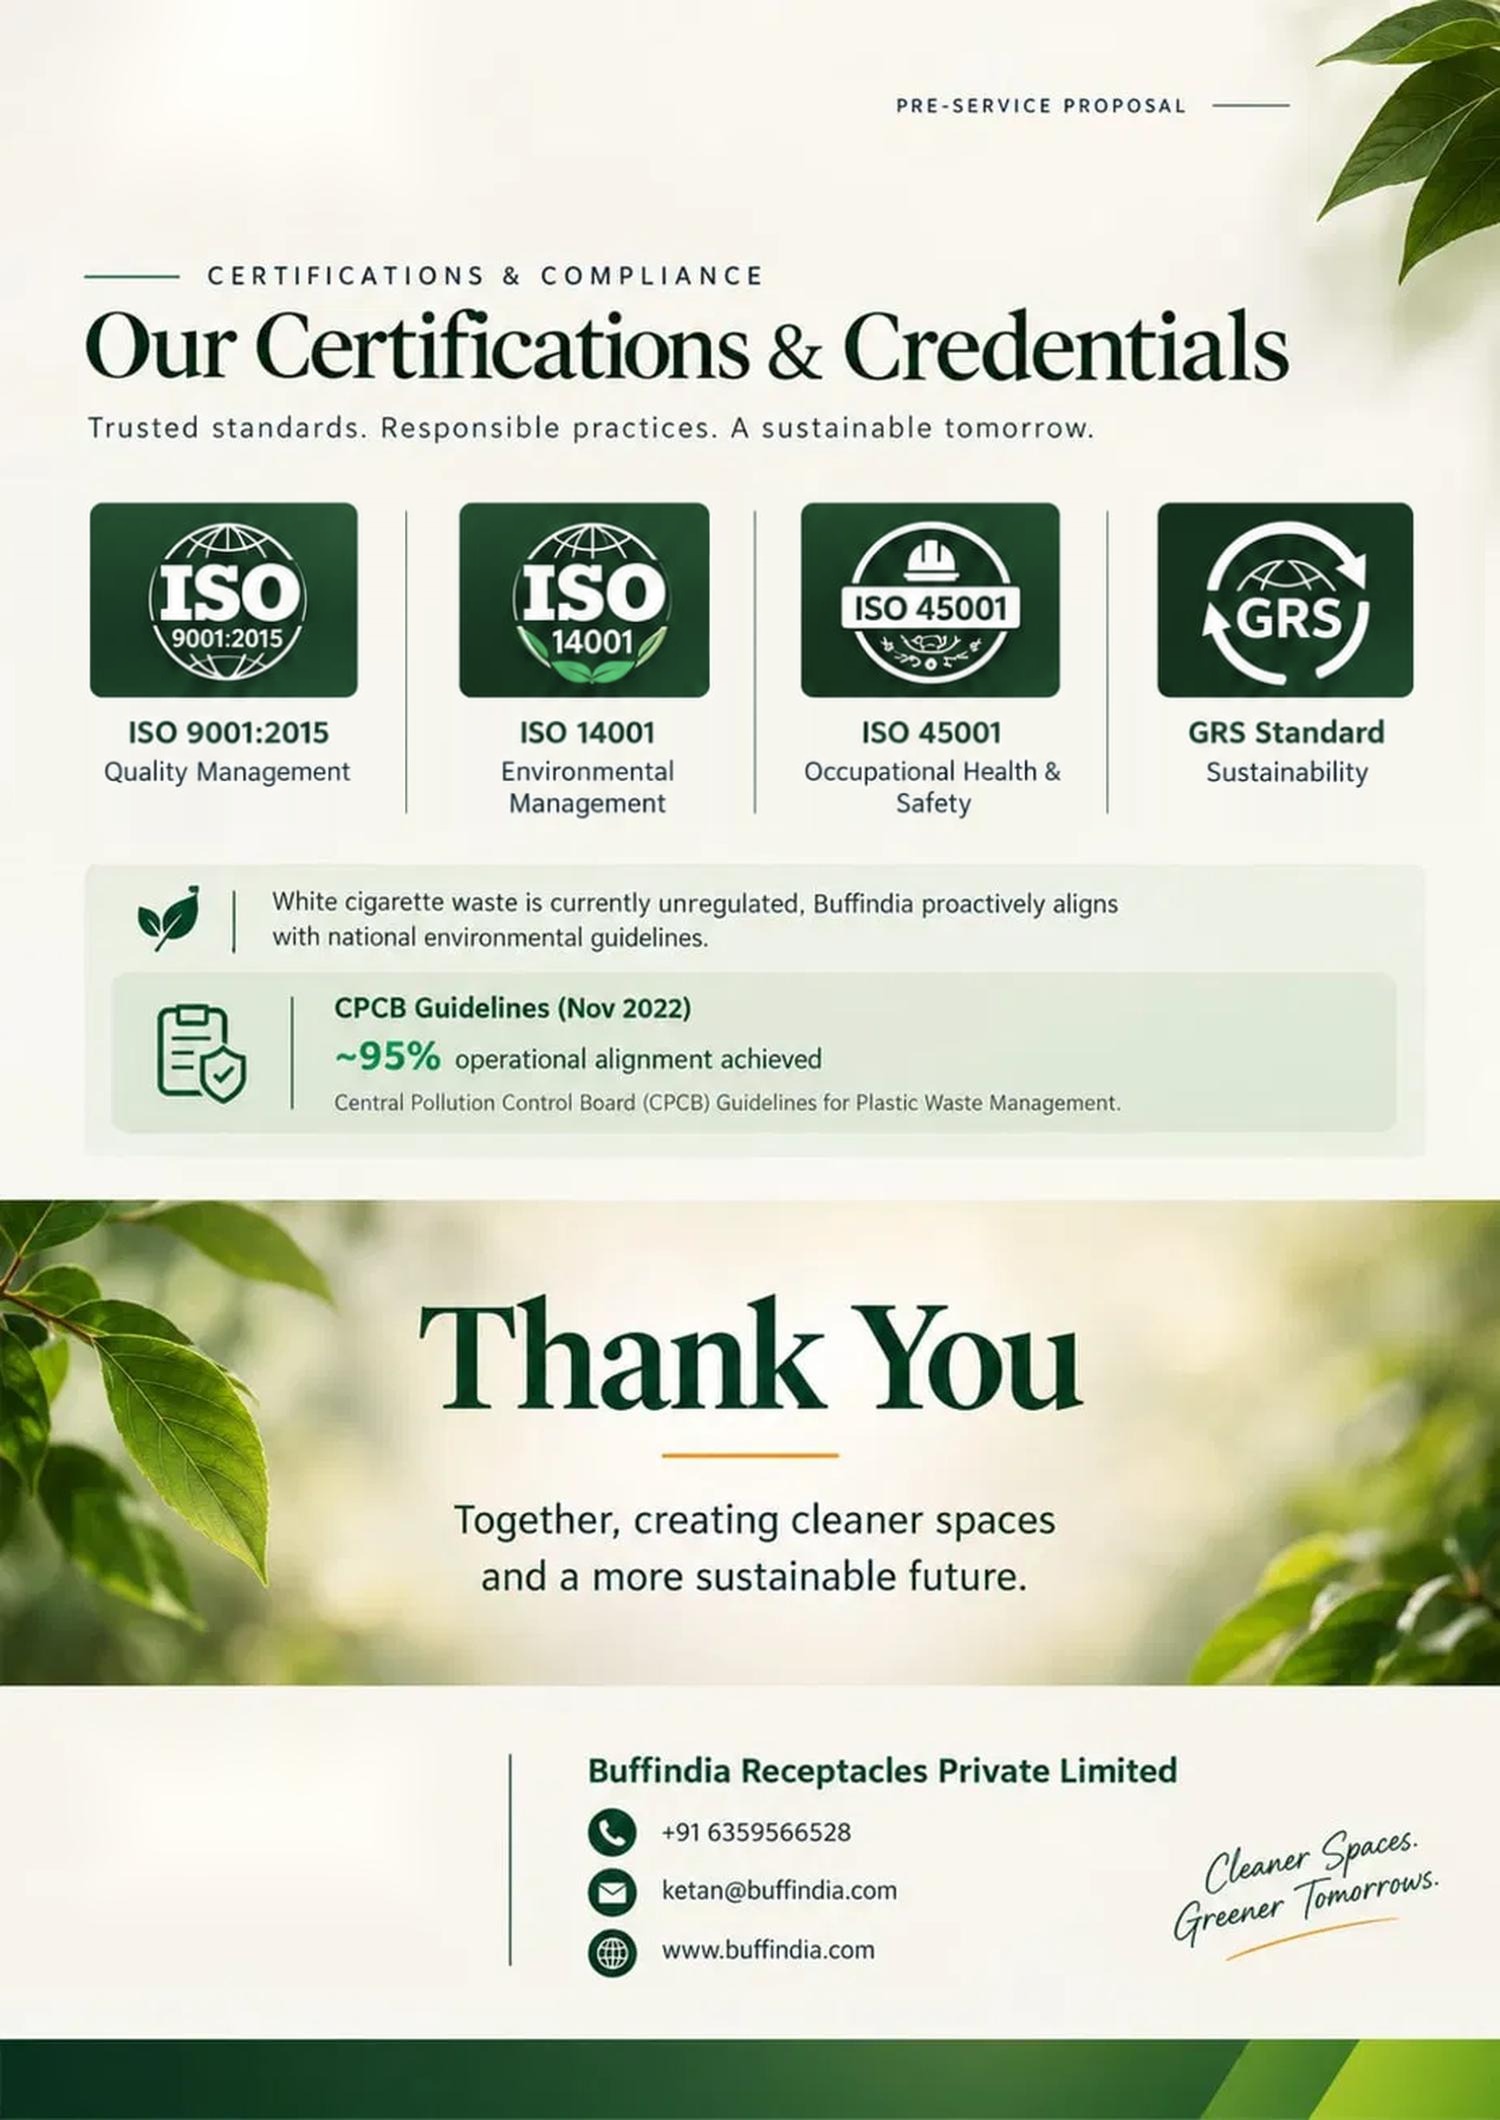 PRE-SERVICE PROPOSAL
CERTIFICATIONS & COMPLIANCE
Our Certifications & Credentials
Trusted standards. Responsible practices. A sustainable tomorrow.
ISO
9001:2015
ISO 9001:2015
Quality Management
ISO
14001
ISO 14001
Environmental
Management
ISO 45001
ISO 45001
Occupational Health &
Safety
GRS
GRS Standard
Sustainability
White cigarette waste is currently unregulated, Buffindia proactively aligns
with national environmental guidelines.
CPCB Guidelines (Nov 2022)
~95% operational alignment achieved
Central Pollution Control Board (CPCB) Guidelines for Plastic Waste Management.
Thank You
Together, creating cleaner spaces
and a more sustainable future.
Buffindia Receptacles Private Limited
+91 6359566528
ketan@buffindia.com
www.buffindia.com
Cleaner Spaces.
Greener Tomorrows.